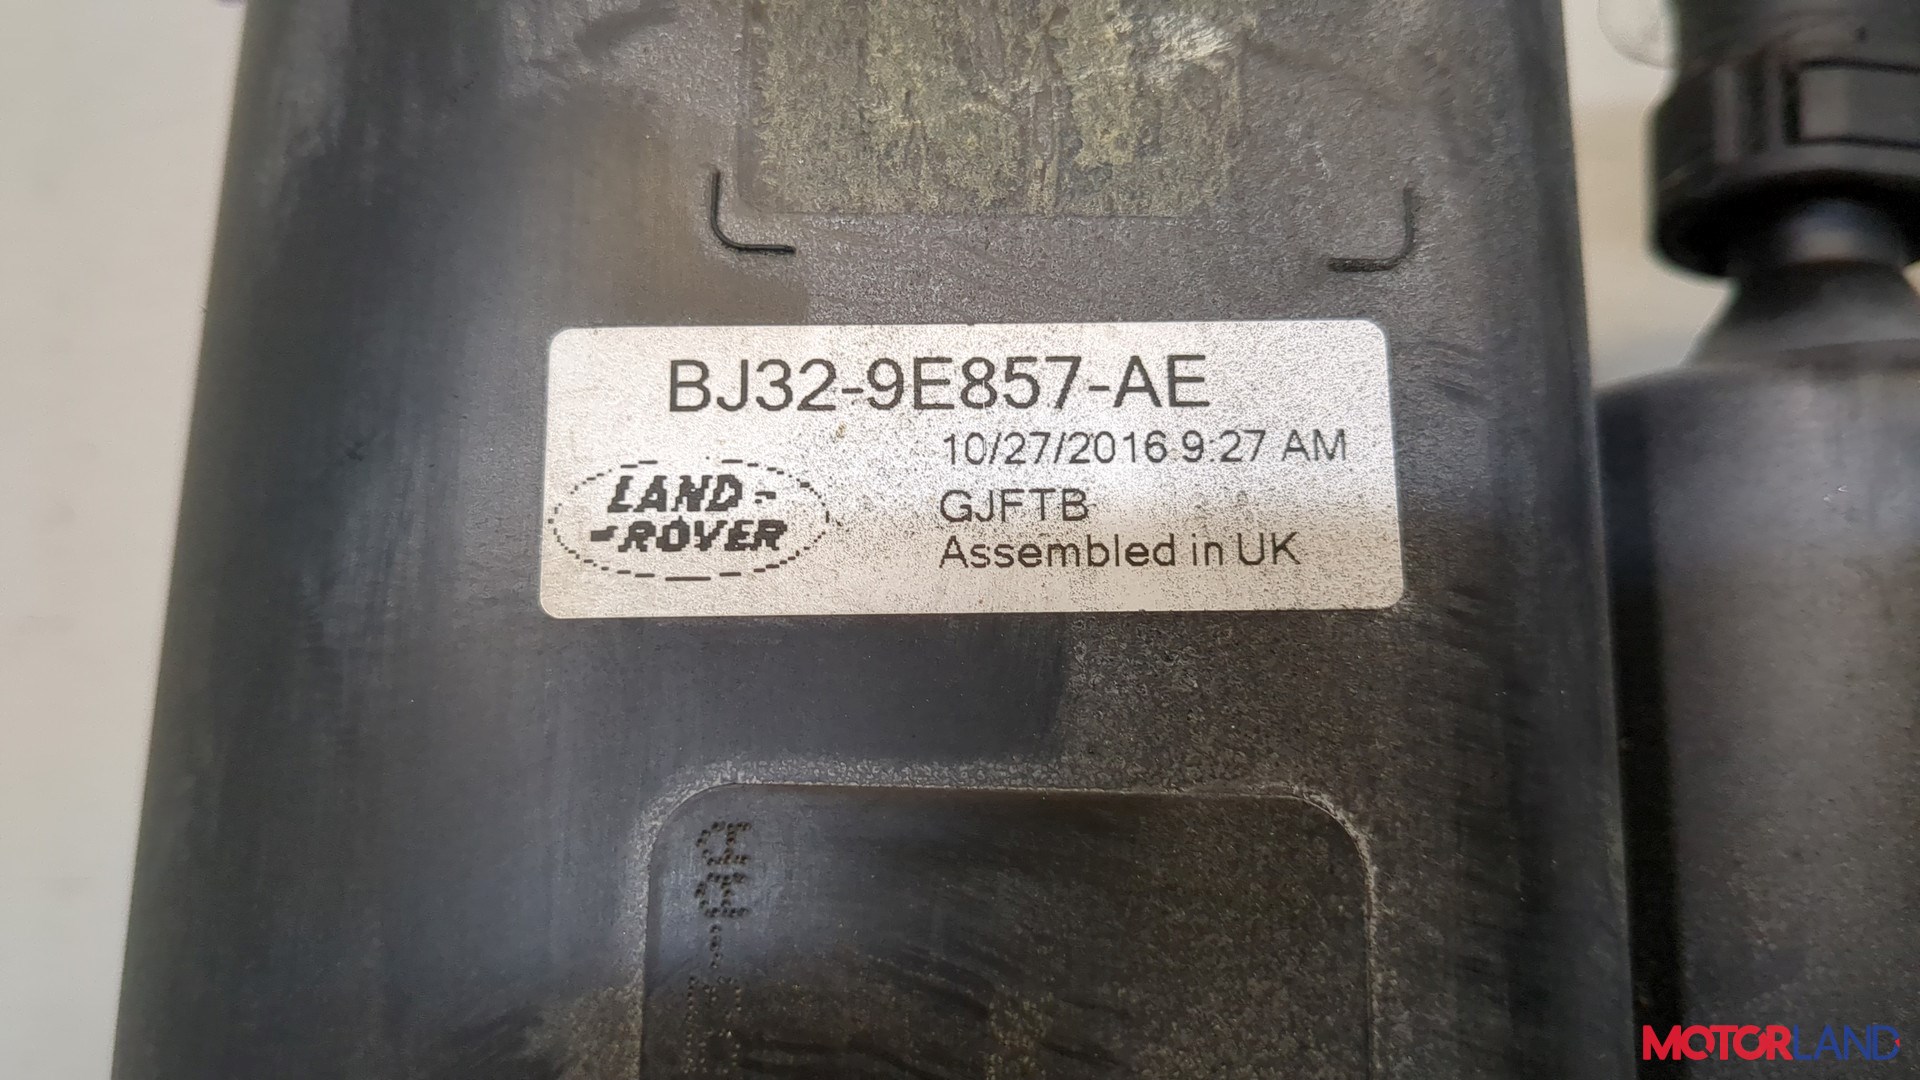 BJ32-9E857-AE
10/27/2016 9:27 AM
GJFTB
Assembled in UK
LAND-
-ROVER
MOTORLAND